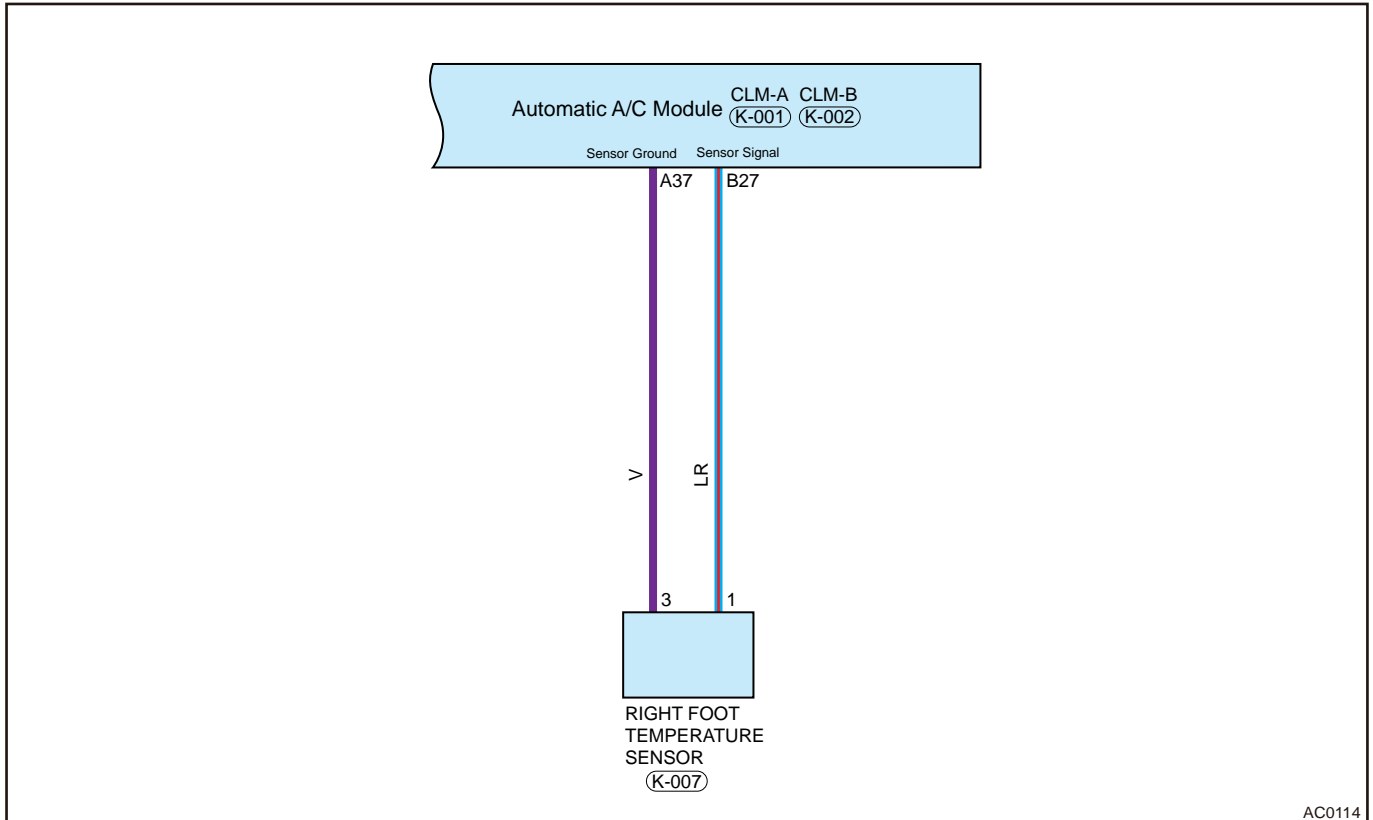 Automatic A/C Module
CLM-A CLM-B
K-001 K-002
Sensor Ground Sensor Signal
A37 B27
V LR
3 1
RIGHT FOOT
TEMPERATURE
SENSOR
K-007
AC0114